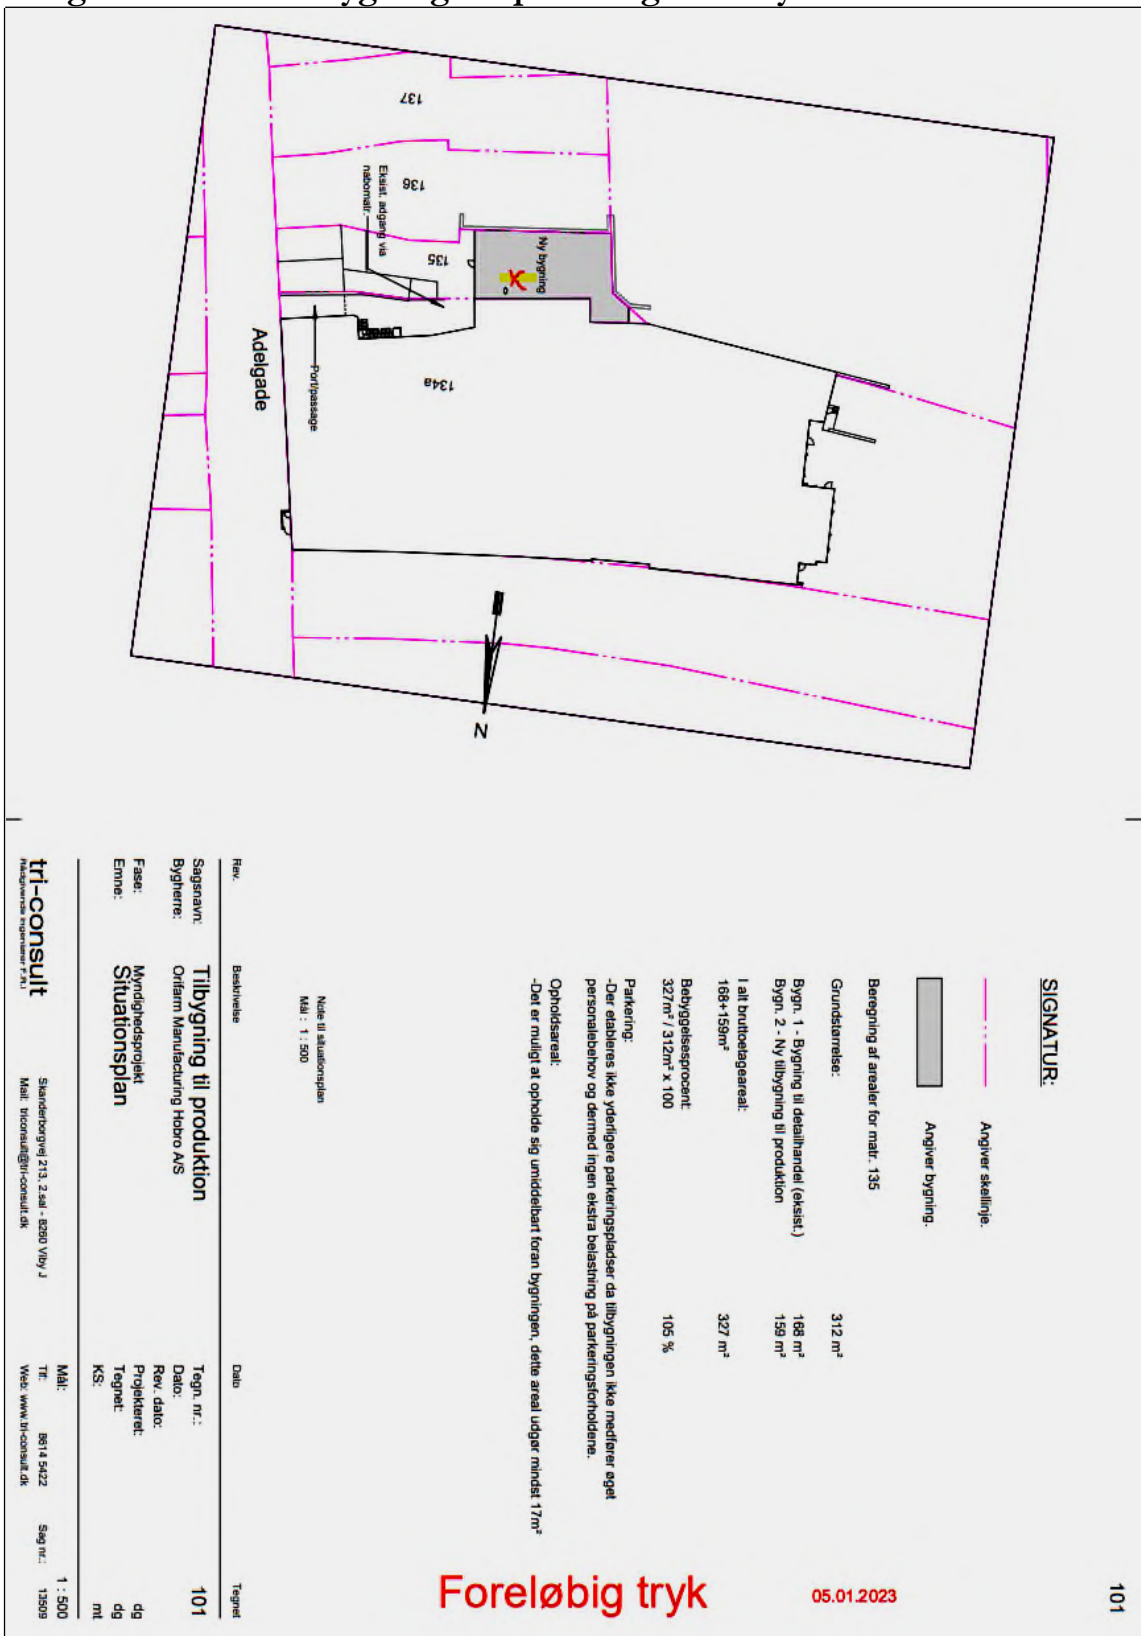 137
136
Eksist. adgang via
nabomatr.
135
Ny bygning
X
134a
Port/passage
Adelgade
N
101
SIGNATUR:
Angiver skellinje.
Angiver bygning.
Beregning af arealer for matr. 135
Grundstørrelse: 312 m²
Bygn. 1 - Bygning til detailhandel (eksist.) 168 m²
Bygn. 2 - Ny tilbygning til produktion 159 m²
I alt bruttoetageareal:
168+159m² 327 m²
Bebyggelsesprocent:
327m² / 312m² x 100 105 %
Parkering:
-Der etableres ikke yderligere parkeringspladser da tilbygningen ikke medfører øget
personalebehov og dermed ingen ekstra belastning på parkeringsforholdene.
Opholdsareal:
-Det er muligt at opholde sig umiddelbart foran bygningen, dette areal udgør mindst 17m²
Note til situationsplan
Mål : 1 : 500
Foreløbig tryk
05.01.2023
Rev. Beskrivelse Dato Tegnet
Sagsnavn: Tilbygning til produktion Tegn. nr.: 101
Bygherre: Orifarm Manufacturing Hobro A/S Dato:
Rev. dato:
Fase: Myndighedsprojekt Projekteret: dg
Emne: Situationsplan Tegnet: dg
KS: mt
Mål: 1 : 500
tri-consult Skanderborgvej 213, 2.sal - 8260 Viby J Tlf: 8614 5422 Sag nr.: 13509
Rådgivende Ingeniører F.R.I Mail: triconsult@tri-consult.dk Web: www.tri-consult.dk